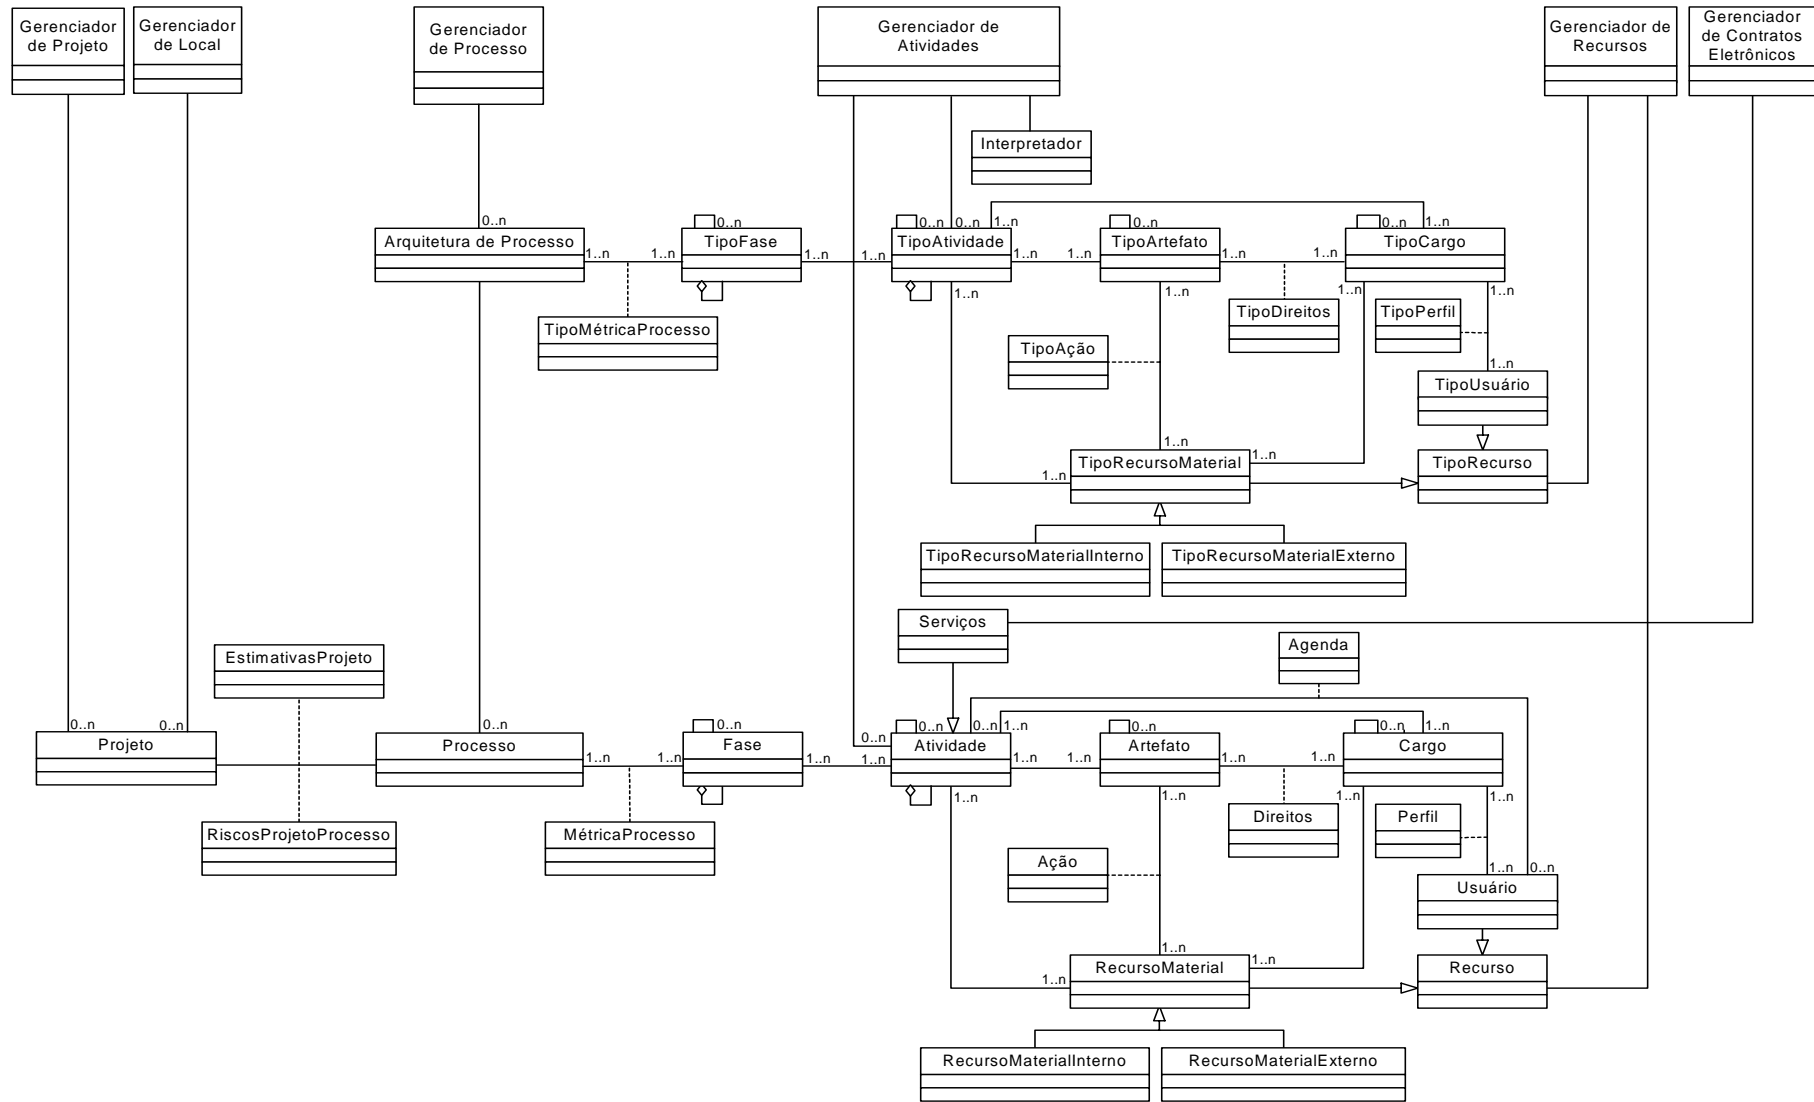 Gerenciador
de Projeto
Gerenciador
de Local
Gerenciador
de Processo
Gerenciador de
Atividades
Gerenciador de
Recursos
Gerenciador
de Contratos
Eletrônicos
Interpretador
0..n
0..n
0..n
0..n
1..n
0..n
0..n
1..n
Arquitetura de Processo
TipoFase
TipoAtividade
TipoArtefato
TipoCargo
1..n
1..n
1..n
1..n
1..n
1..n
1..n
1..n
1..n
1..n
1..n
1..n
TipoMétricaProcesso
TipoDireitos
TipoPerfil
TipoAção
1..n
TipoUsuário
1..n
1..n
1..n
TipoRecursoMaterial
TipoRecurso
TipoRecursoMaterialInterno
TipoRecursoMaterialExterno
Serviços
Agenda
EstimativasProjeto
0..n
0..n
0..n
0..n
0..n
0..n
1..n
0..n
0..n
1..n
0..n
Projeto
Processo
Fase
Atividade
Artefato
Cargo
1..n
1..n
1..n
1..n
1..n
1..n
1..n
1..n
1..n
1..n
1..n
1..n
RiscosProjetoProcesso
MétricaProcesso
Direitos
Perfil
Ação
1..n
0..n
Usuário
1..n
1..n
1..n
RecursoMaterial
Recurso
RecursoMaterialInterno
RecursoMaterialExterno